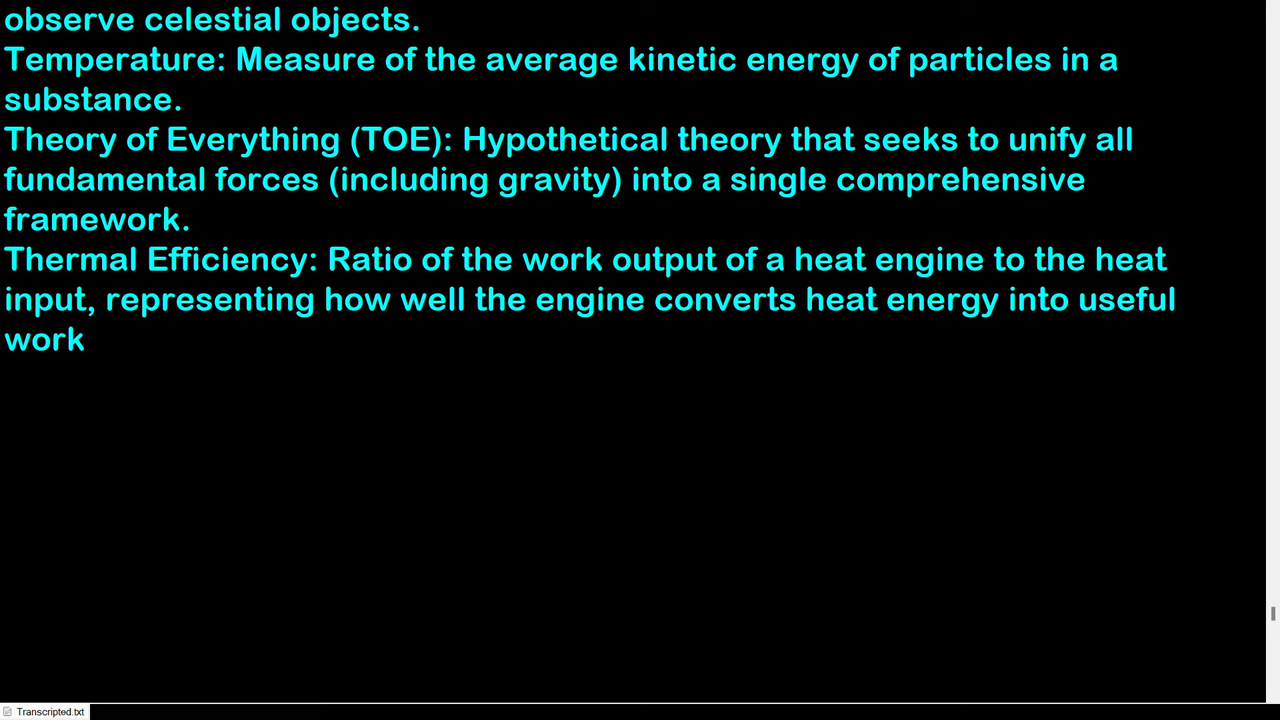 observe celestial objects.
Temperature: Measure of the average kinetic energy of particles in a
substance.
Theory of Everything (TOE): Hypothetical theory that seeks to unify all
fundamental forces (including gravity) into a single comprehensive
framework.
Thermal Efficiency: Ratio of the work output of a heat engine to the heat
input, representing how well the engine converts heat energy into useful
work
Transcripted.txt